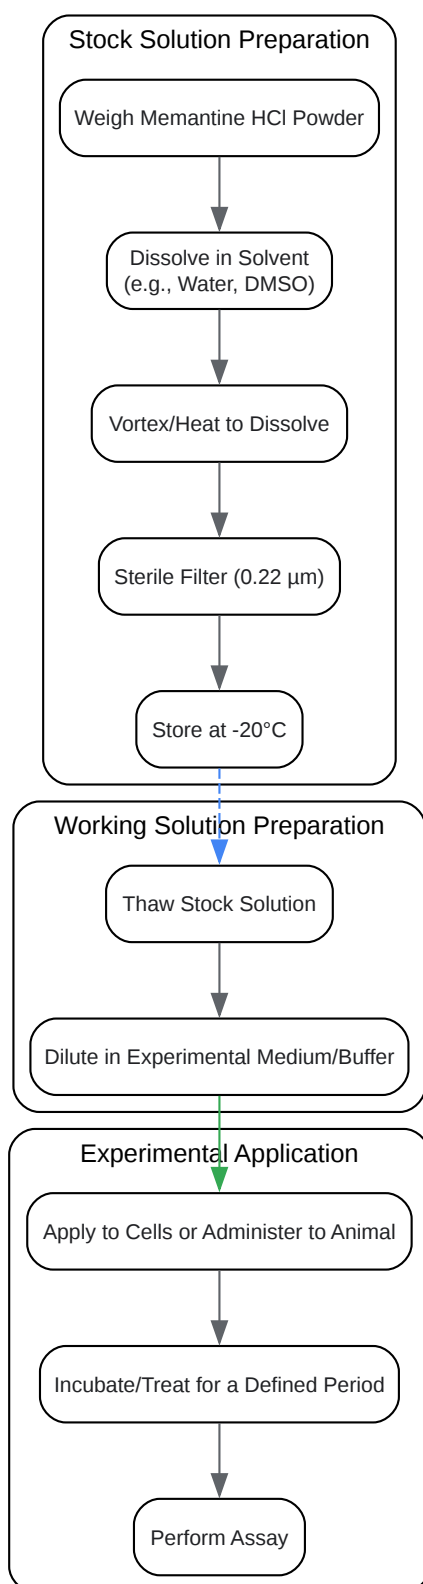 Stock Solution Preparation
Weigh Memantine HCl Powder
Dissolve in Solvent
(e.g., Water, DMSO)
Vortex/Heat to Dissolve
Sterile Filter (0.22 µm)
Store at -20°C
Working Solution Preparation
Thaw Stock Solution
Dilute in Experimental Medium/Buffer
Experimental Application
Apply to Cells or Administer to Animal
Incubate/Treat for a Defined Period
Perform Assay